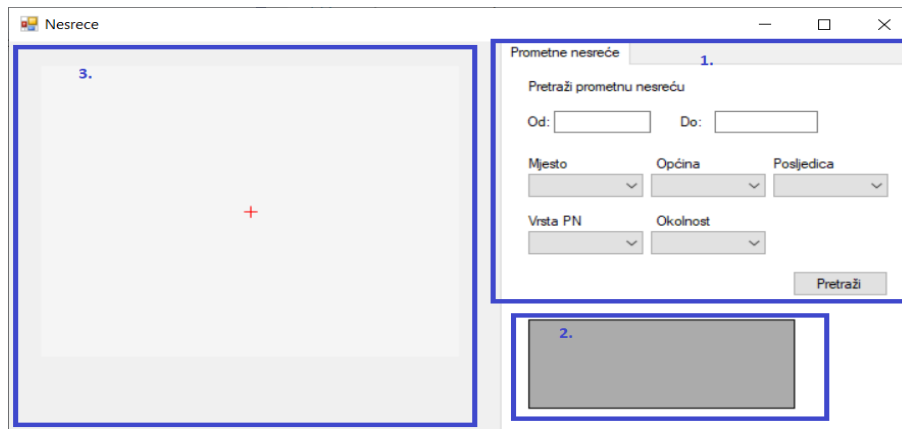 Nesrece
3.
Prometne nesreće
1.
Pretraži prometnu nesreću
Od:
Do:
Mjesto
Općina
Posljedica
Vrsta PN
Okolnost
Pretraži
2.